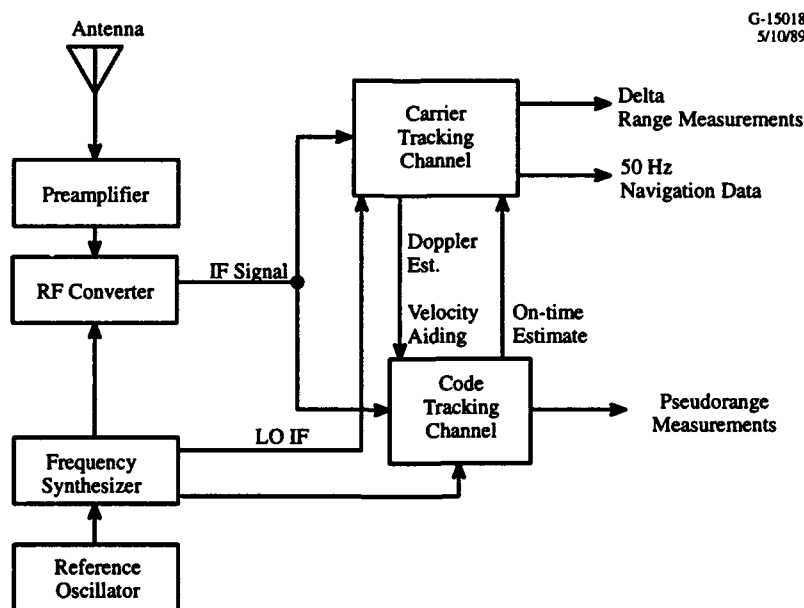 G-15018
5/10/89
Antenna
Preamplifier
RF Converter
IF Signal
Carrier
Tracking
Channel
Delta
Range Measurements
50 Hz
Navigation Data
Doppler
Est.
Velocity
Aiding
On-time
Estimate
Code
Tracking
Channel
Pseudorange
Measurements
LO IF
Frequency
Synthesizer
Reference
Oscillator